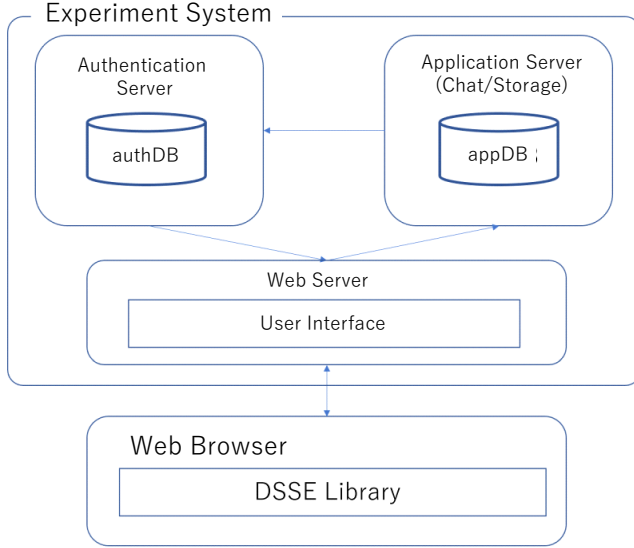 Experiment System
Authentication
Server
authDB
Application Server
(Chat/Storage)
appDB
Web Server
User Interface
Web Browser
DSSE Library